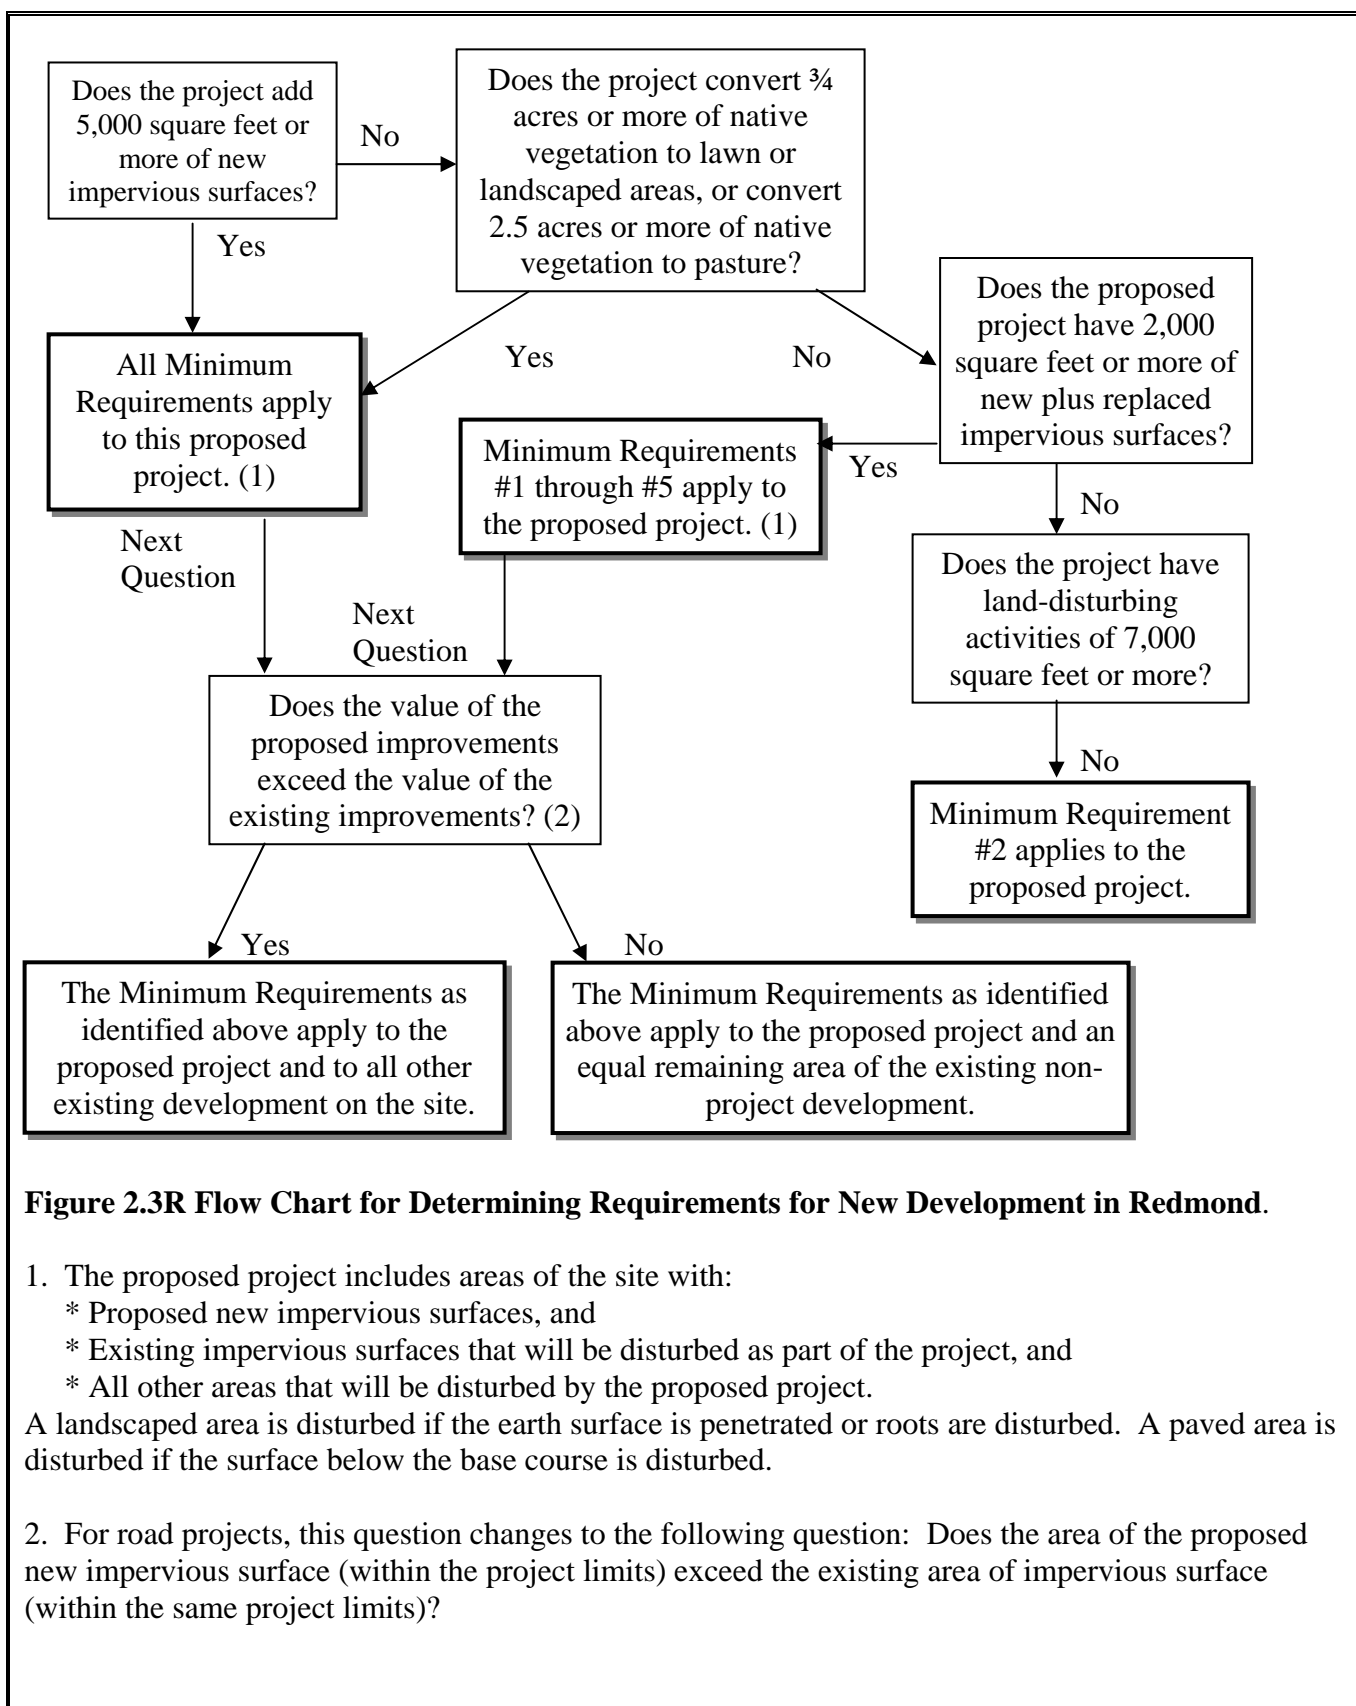 Does the project add
5,000 square feet or
more of new
impervious surfaces?
No
Yes
Does the project convert ¾
acres or more of native
vegetation to lawn or
landscaped areas, or convert
2.5 acres or more of native
vegetation to pasture?
Yes
No
Does the proposed
project have 2,000
square feet or more of
new plus replaced
impervious surfaces?
Yes
No
All Minimum
Requirements apply
to this proposed
project. (1)
Next
Question
Minimum Requirements
#1 through #5 apply to
the proposed project. (1)
Next
Question
Does the project have
land-disturbing
activities of 7,000
square feet or more?
No
Does the value of the
proposed improvements
exceed the value of the
existing improvements? (2)
Yes
No
Minimum Requirement
#2 applies to the
proposed project.
The Minimum Requirements as
identified above apply to the
proposed project and to all other
existing development on the site.
The Minimum Requirements as identified
above apply to the proposed project and an
equal remaining area of the existing non-
project development.
Figure 2.3R Flow Chart for Determining Requirements for New Development in Redmond.
1. The proposed project includes areas of the site with:
* Proposed new impervious surfaces, and
* Existing impervious surfaces that will be disturbed as part of the project, and
* All other areas that will be disturbed by the proposed project.
A landscaped area is disturbed if the earth surface is penetrated or roots are disturbed. A paved area is
disturbed if the surface below the base course is disturbed.
2. For road projects, this question changes to the following question: Does the area of the proposed
new impervious surface (within the project limits) exceed the existing area of impervious surface
(within the same project limits)?